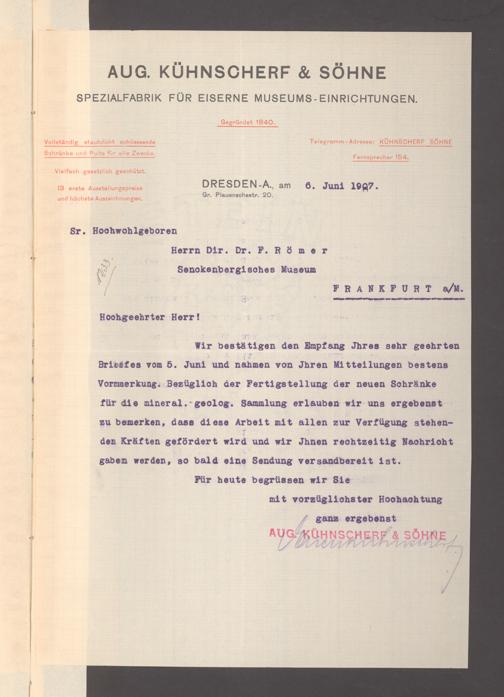 AUG. KÜHNSCHERF & SÖHNE
SPEZIALFABRIK FÜR EISERNE MUSEUMS-EINRICHTUNGEN.
Gegründet 1840.
Vollständig staubdicht schliessende
Schränke und Pulte für alle Zwecke.
Vielfach gesetzlich geschützt.
13 erste Ausstellungspreise
und höchste Auszeichnungen.
Telegramm-Adresse: KÜHNSCHERF SÖHNE
Fernsprecher 194.
DRESDEN-A., am 6. Juni 1907.
Gr. Plauenschestr. 20.
Sr. Hochwohlgeboren
Herrn Dir. Dr. F. Römer
Senckenbergisches Museum
FRANKFURT a/M.
Hochgeehrter Herr!
Wir bestätigen den Empfang Jhres sehr geehrten
Briefes vom 5. Juni und nahmen von Jhren Mitteilungen bestens
Vormerkung. Bezüglich der Fertigstellung der neuen Schränke
für die mineral.-geolog. Sammlung erlauben wir uns ergebenst
zu bemerken, dass diese Arbeit mit allen zur Verfügung stehen-
den Kräften gefördert wird und wir Jhnen rechtzeitig Nachricht
gaben werden, so bald eine Sendung versandbereit ist.
Für heute begrüssen wir Sie
mit vorzüglichster Hochachtung
ganz ergebenst
AUG. KÜHNSCHERF & SÖHNE